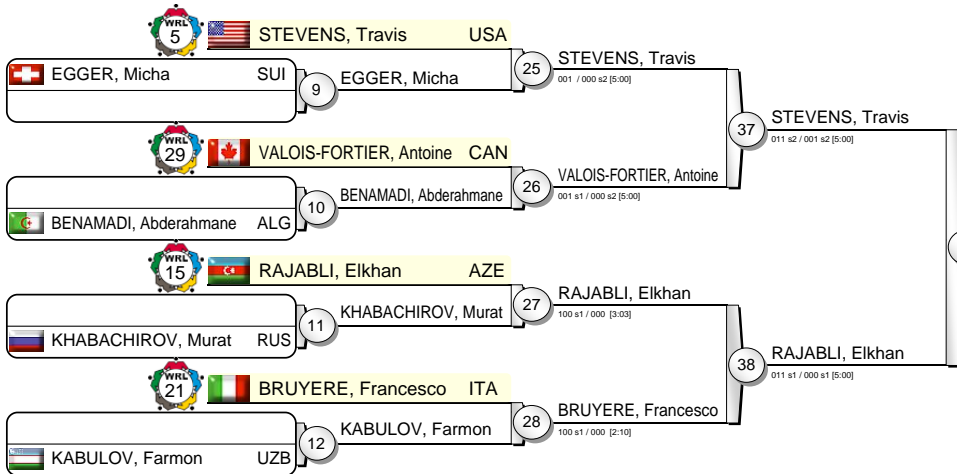 WRL 5 STEVENS, Travis USA
EGGER, Micha SUI
9 EGGER, Micha
25 STEVENS, Travis
001 / 000 s2 [5:00]
WRL 29 VALOIS-FORTIER, Antoine CAN
BENAMADI, Abderahmane ALG
10 BENAMADI, Abderahmane
26 VALOIS-FORTIER, Antoine
001 s1 / 000 s2 [5:00]
37 STEVENS, Travis
011 s2 / 001 s2 [5:00]
WRL 15 RAJABLI, Elkhan AZE
KHABACHIROV, Murat RUS
11 KHABACHIROV, Murat
27 RAJABLI, Elkhan
100 s1 / 000 [3:03]
WRL 21 BRUYERE, Francesco ITA
KABULOV, Farmon UZB
12 KABULOV, Farmon
28 BRUYERE, Francesco
100 s1 / 000 [2:10]
38 RAJABLI, Elkhan
011 s1 / 000 s1 [5:00]